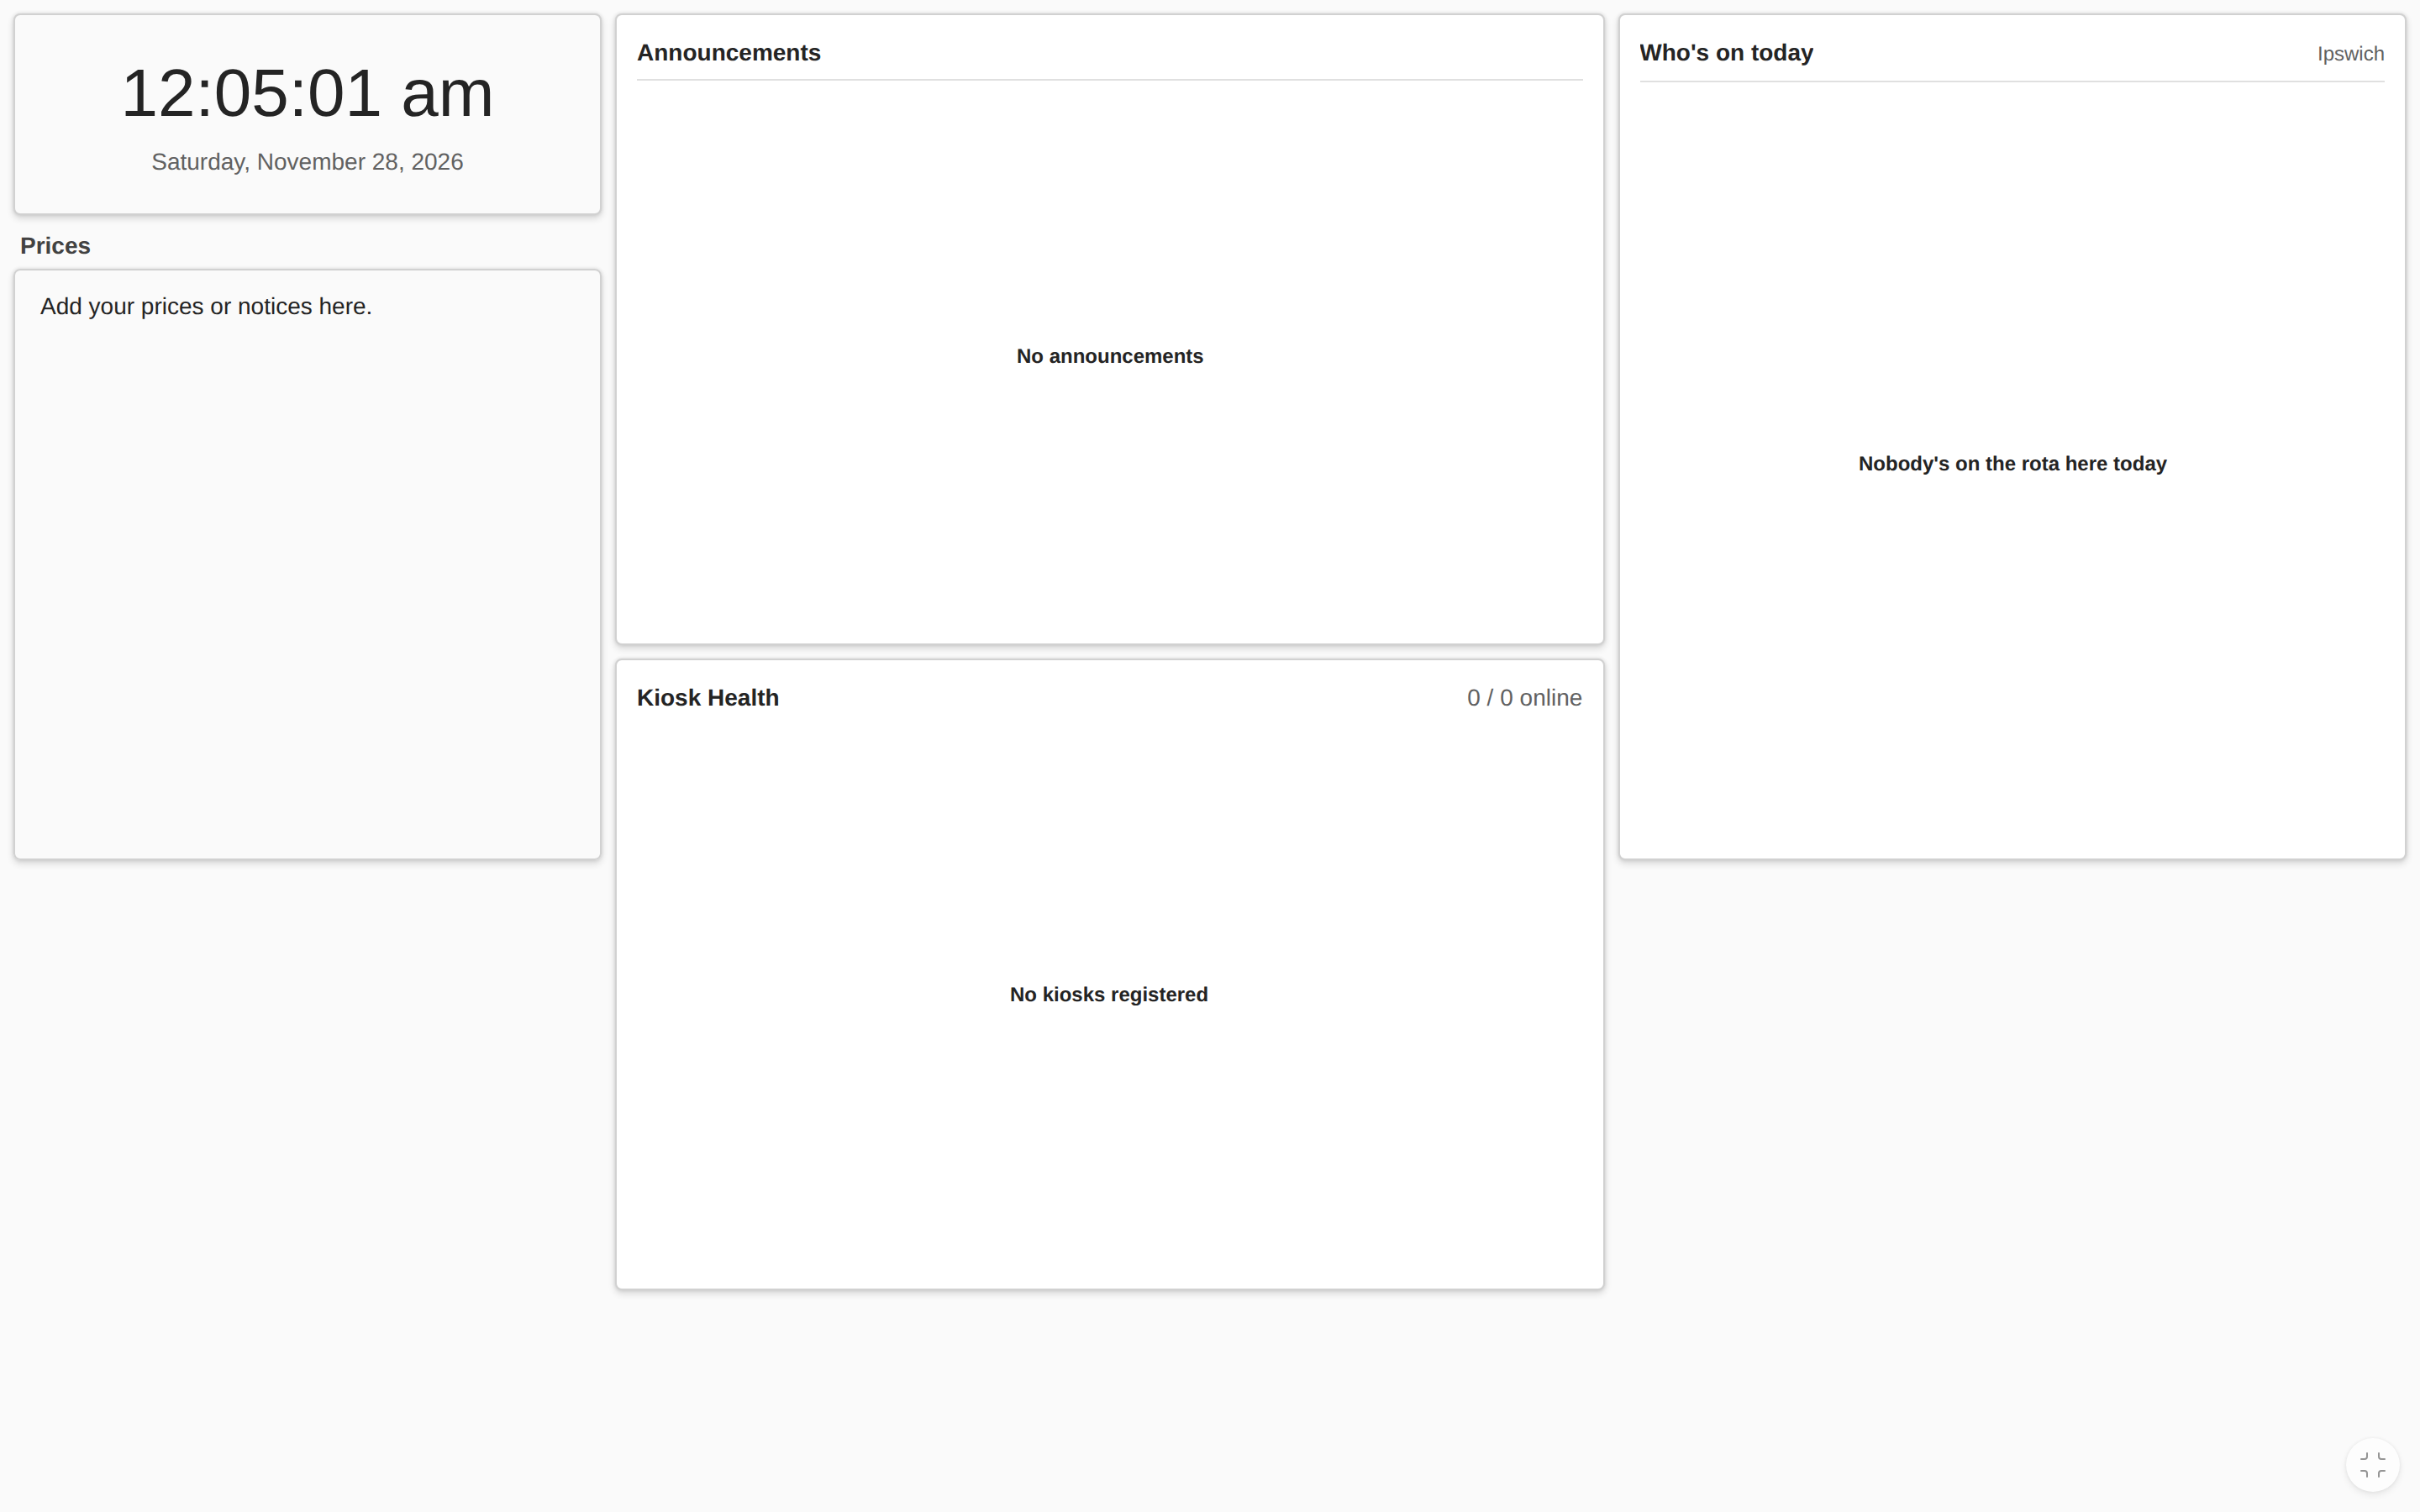 12:05:01 am
Saturday, November 28, 2026
Prices
Add your prices or notices here.
Announcements
No announcements
Kiosk Health
0 / 0 online
No kiosks registered
Who's on today
Ipswich
Nobody's on the rota here today